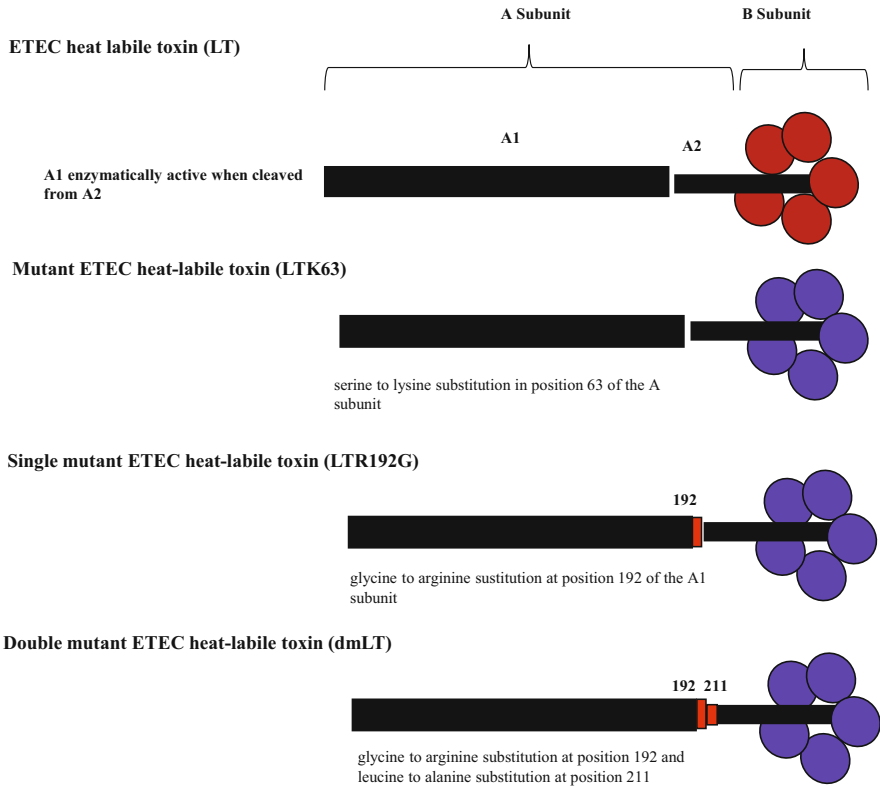 A Subunit
B Subunit
ETEC heat labile toxin (LT)
A1
A2
A1 enzymatically active when cleaved
from A2
Mutant ETEC heat-labile toxin (LTK63)
serine to lysine substitution in position 63 of the A
subunit
Single mutant ETEC heat-labile toxin (LTR192G)
192
glycine to arginine sustitution at position 192 of the A1
subunit
Double mutant ETEC heat-labile toxin (dmLT)
192 211
glycine to arginine substitution at position 192 and
leucine to alanine substitution at position 211